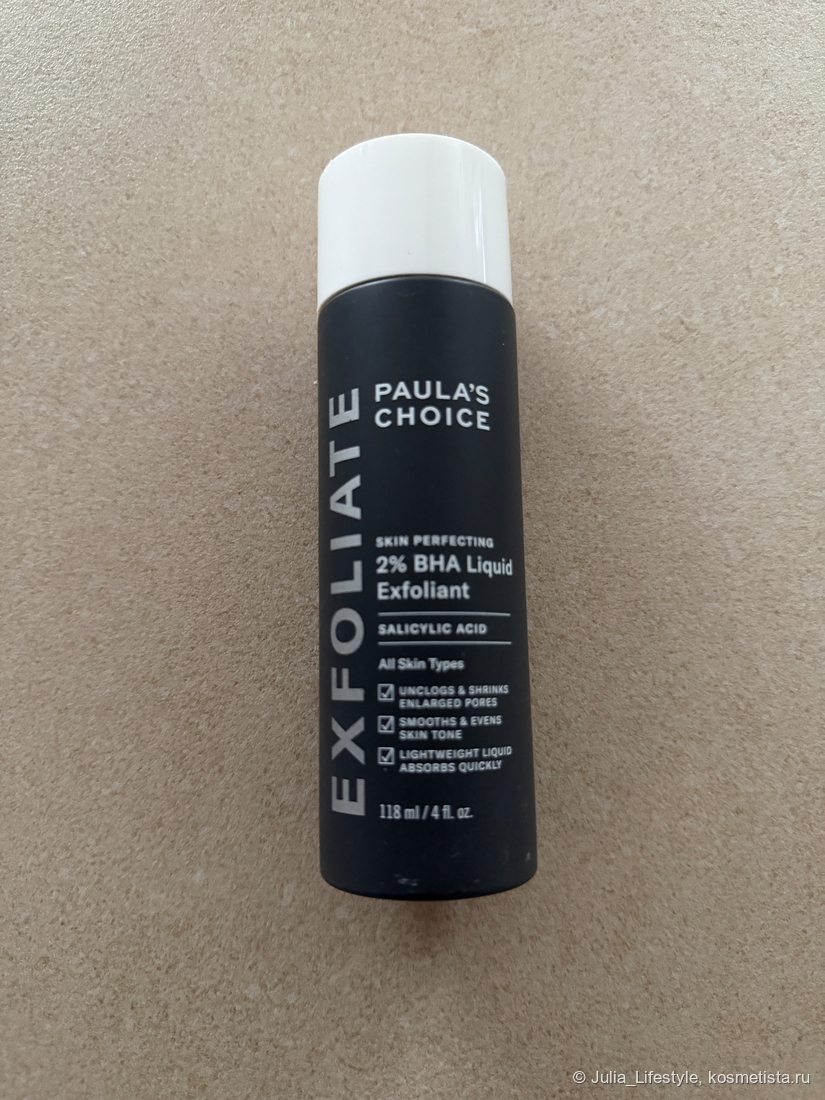 EXFOLIATE
PAULA'S
CHOICE
SKIN PERFECTING
2% BHA Liquid
Exfoliant
SALICYLIC ACID
All Skin Types
UNCLOGS & SHRINKS
ENLARGED PORES
SMOOTHS & EVENS
SKIN TONE
LIGHTWEIGHT LIQUID
ABSORBS QUICKLY
118 ml / 4 fl. oz.
© Julia_Lifestyle, kosmetista.ru